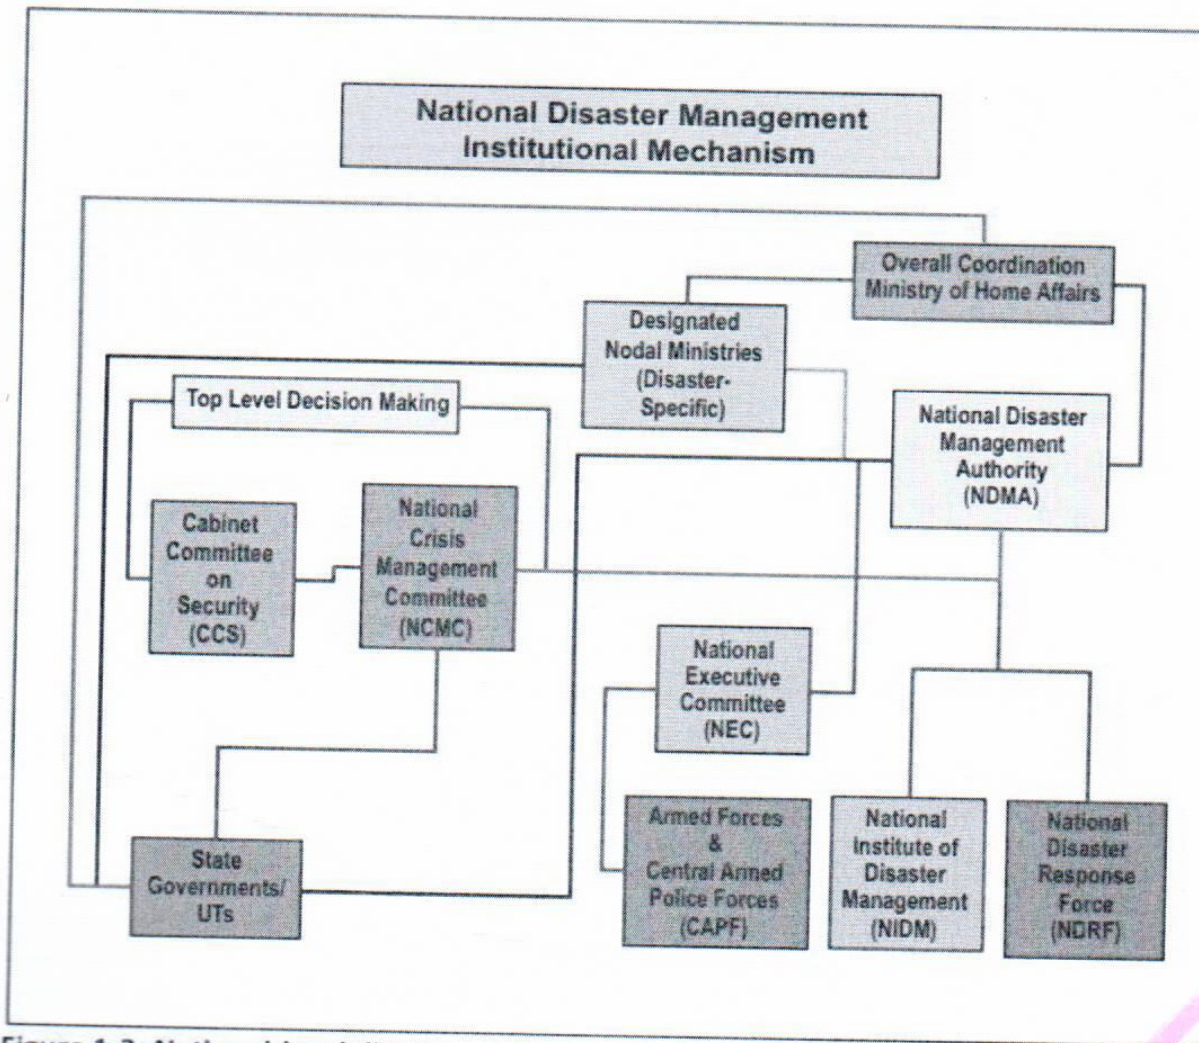 National Disaster Management
Institutional Mechanism
Overall Coordination
Ministry of Home Affairs
Designated
Nodal Ministries
(Disaster-
Specific)
Top Level Decision Making
National Disaster
Management
Authority
(NDMA)
Cabinet
Committee
on
Security
(CCS)
National
Crisis
Management
Committee
(NCMC)
National
Executive
Committee
(NEC)
State
Governments/
UTs
Armed Forces
&
Central Armed
Police Forces
(CAPF)
National
Institute of
Disaster
Management
(NIDM)
National
Disaster
Response
Force
(NDRF)